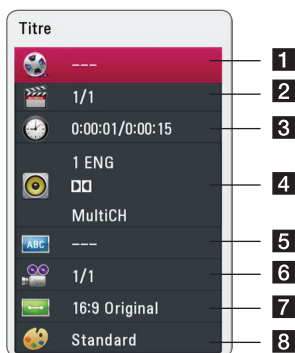 Titre
--- 1
1/1 2
0:00:01/0:00:15 3
1 ENG
MultiCH 4
ABC --- 5
1/1 6
16:9 Original 7
Standard 8